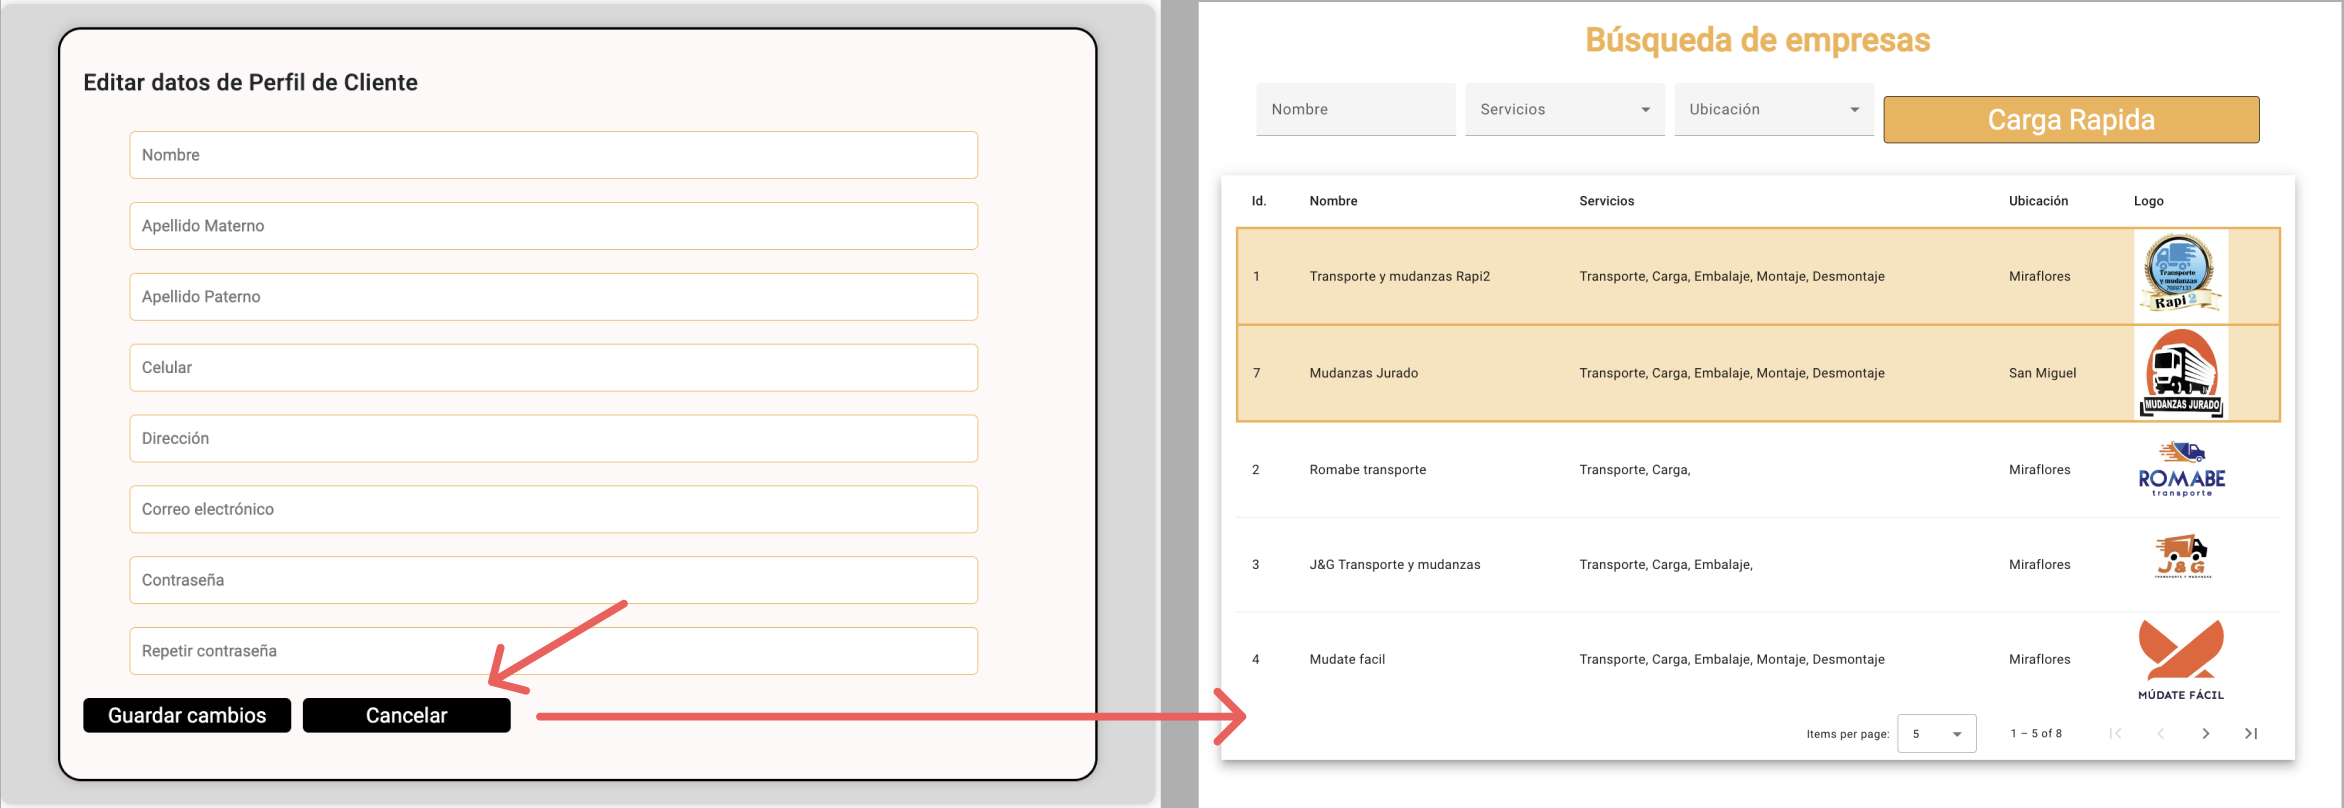 Editar datos de Perfil de Cliente
Nombre
Apellido Materno
Apellido Paterno
Celular
Dirección
Correo electrónico
Contraseña
Repetir contraseña
Guardar cambios
Cancelar
Búsqueda de empresas
Nombre
Servicios
Ubicación
Carga Rapida
Id. Nombre Servicios Ubicación Logo
1 Transporte y mudanzas Rapi2 Transporte, Carga, Embalaje, Montaje, Desmontaje Miraflores
Transporte
y mudanzas
Rapi 2
7 Mudanzas Jurado Transporte, Carga, Embalaje, Montaje, Desmontaje San Miguel
MUDANZAS JURADO
2 Romabe transporte Transporte, Carga, Miraflores
ROMABE
transporte
3 J&G Transporte y mudanzas Transporte, Carga, Embalaje, Miraflores
J&G
TRANSPORTE Y MUDANZAS
4 Mudate facil Transporte, Carga, Embalaje, Montaje, Desmontaje Miraflores
MÚDATE FÁCIL
Items per page: 5 1 – 5 of 8